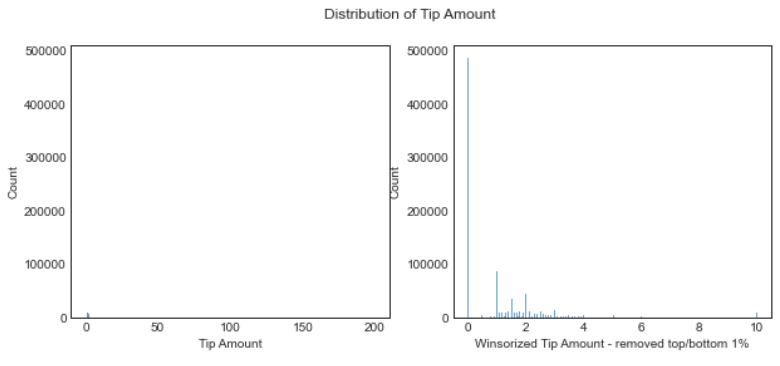 Distribution of Tip Amount
500000
400000
300000
200000
100000
0
Count
0 50 100 150 200
Tip Amount
500000
400000
300000
200000
100000
0
Count
0 2 4 6 8 10
Winsorized Tip Amount - removed top/bottom 1%